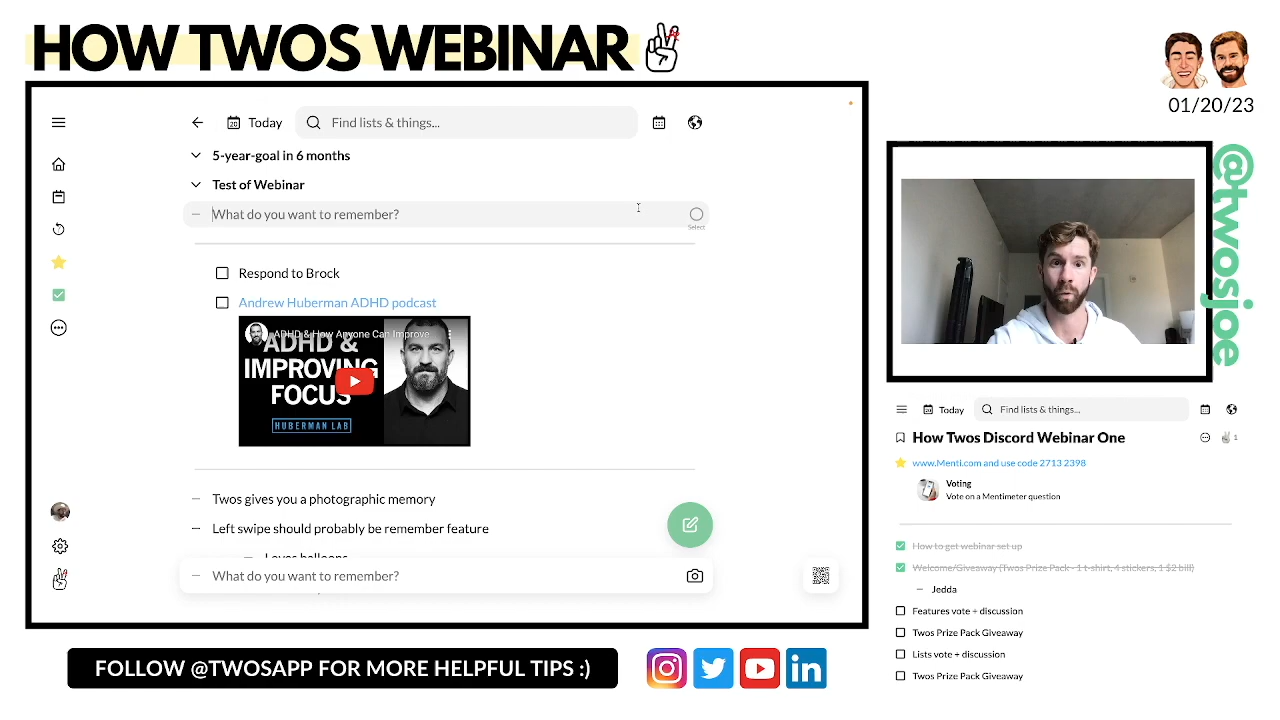 HOW TWOS WEBINAR
01/20/23
@twosjoe
20
Today
Find lists & things...
5-year-goal in 6 months
Test of Webinar
What do you want to remember?
Select
Respond to Brock
Andrew Huberman ADHD podcast
ADHD & How Anyone Can Improve
ADHD &
IMPROVING
FOCUS
HUBERMAN LAB
Twos gives you a photographic memory
Left swipe should probably be remember feature
Loves balloons
What do you want to remember?
Today
Find lists & things...
How Twos Discord Webinar One
1
www.Menti.com and use code 2713 2398
Voting
Vote on a Mentimeter question
How to get webinar set up
Welcome/Giveaway (Twos Prize Pack - 1 t-shirt, 4 stickers, 1 $2 bill)
Jedda
Features vote + discussion
Twos Prize Pack Giveaway
Lists vote + discussion
Twos Prize Pack Giveaway
FOLLOW @TWOSAPP FOR MORE HELPFUL TIPS :)
in